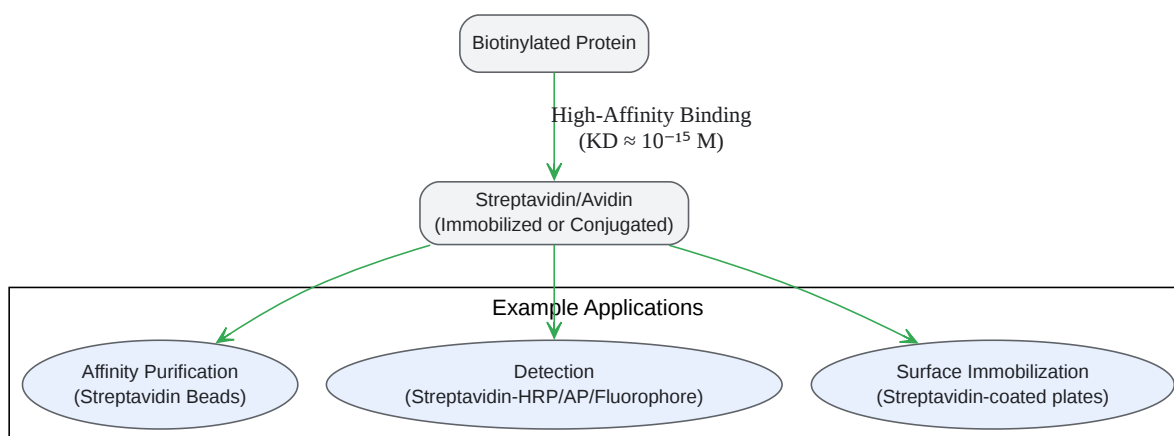 Biotinylated Protein
High-Affinity Binding
(KD ≈ 10⁻¹⁵ M)
Streptavidin/Avidin
(Immobilized or Conjugated)
Example Applications
Affinity Purification
(Streptavidin Beads)
Detection
(Streptavidin-HRP/AP/Fluorophore)
Surface Immobilization
(Streptavidin-coated plates)